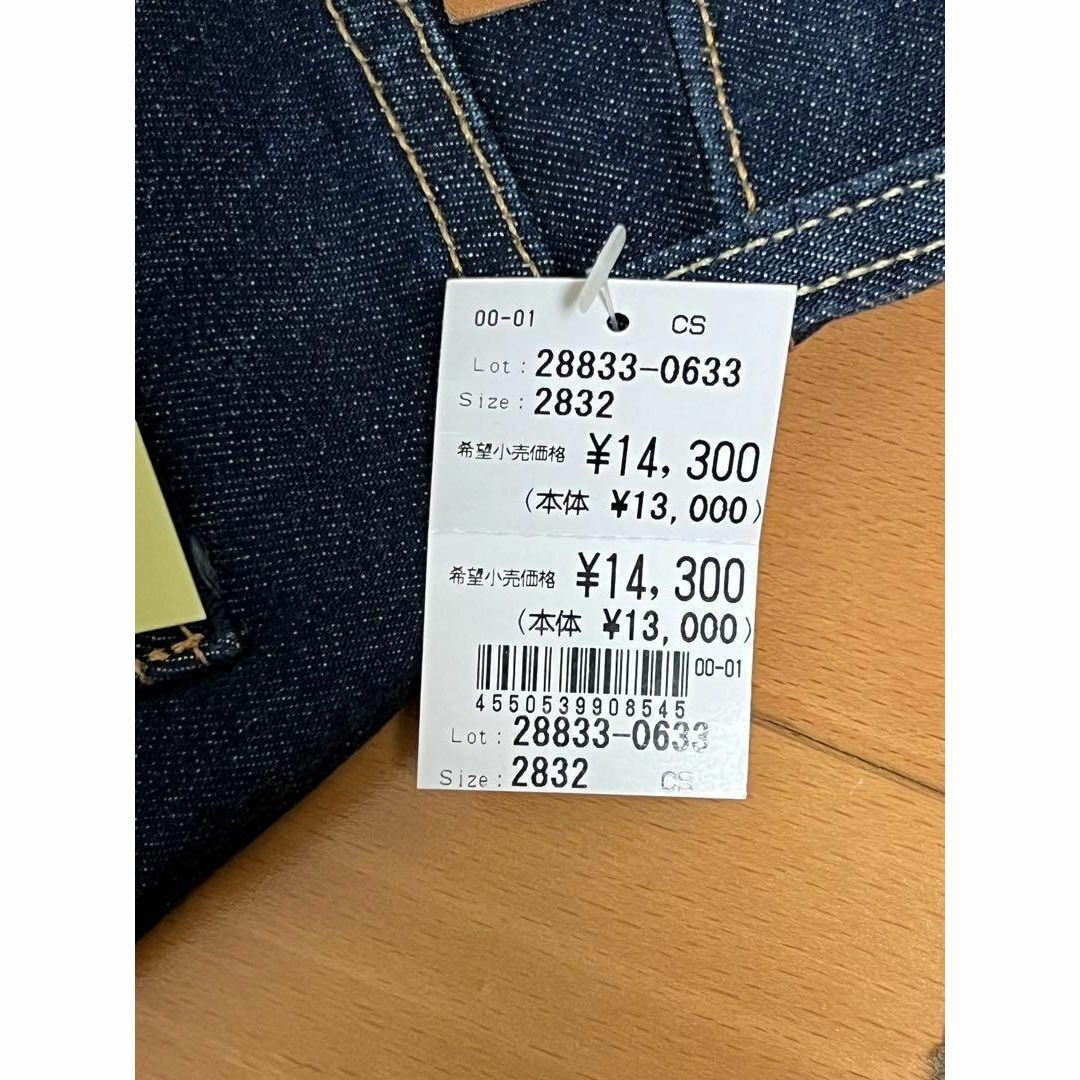 00-01 CS
Lot: 28833-0633
Size: 2832
希望小売価格 ¥14,300
(本体 ¥13,000)
希望小売価格 ¥14,300
(本体 ¥13,000)
00-01
4550539908545
Lot: 28833-0633
Size: 2832 CS